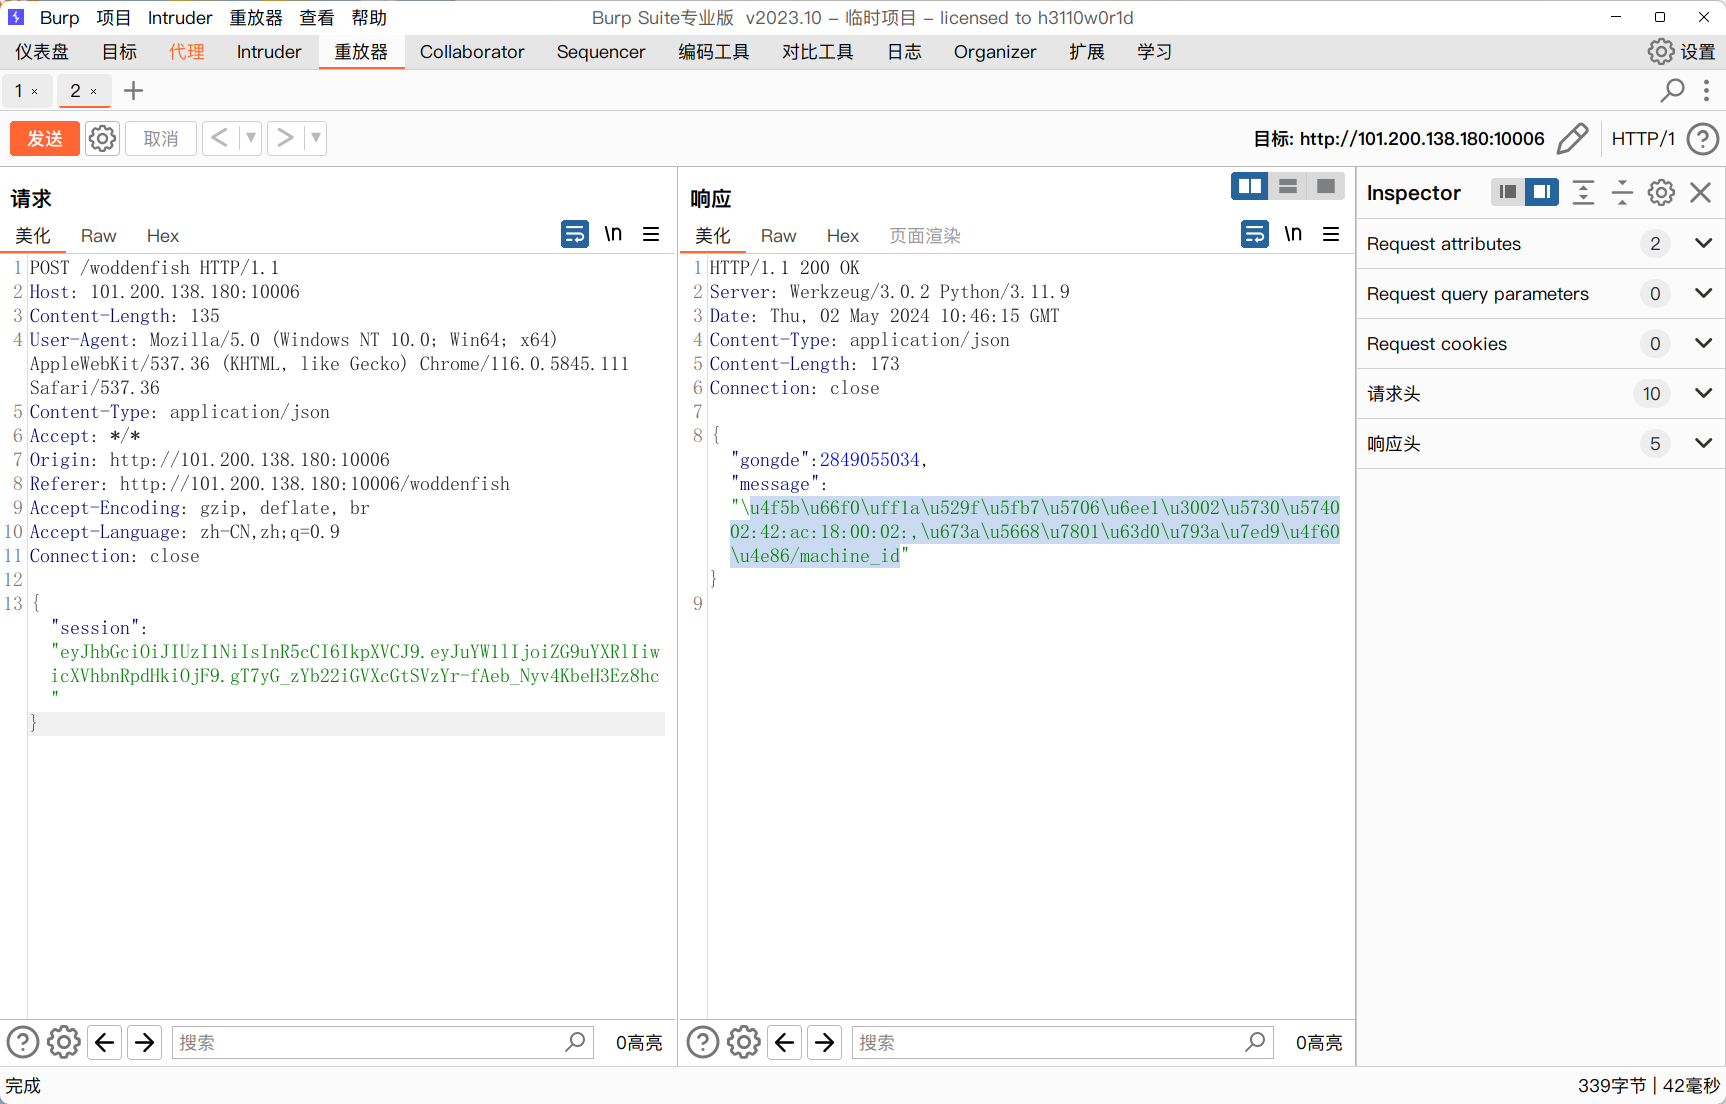 Burp 项目 Intruder 重放器 查看 帮助 Burp Suite专业版 v2023.10 - 临时项目 - licensed to h3110w0r1d
仪表盘 目标 代理 Intruder 重放器 Collaborator Sequencer 编码工具 对比工具 日志 Organizer 扩展 学习 设置
1 × 2 × +
发送 取消 < > 目标: http://101.200.138.180:10006 HTTP/1 ?
请求
美化 Raw Hex \n
1 POST /woddenfish HTTP/1.1
2 Host: 101.200.138.180:10006
3 Content-Length: 135
4 User-Agent: Mozilla/5.0 (Windows NT 10.0; Win64; x64)
AppleWebKit/537.36 (KHTML, like Gecko) Chrome/116.0.5845.111
Safari/537.36
5 Content-Type: application/json
6 Accept: */*
7 Origin: http://101.200.138.180:10006
8 Referer: http://101.200.138.180:10006/woddenfish
9 Accept-Encoding: gzip, deflate, br
10 Accept-Language: zh-CN,zh;q=0.9
11 Connection: close
12
13 {
"session":
"eyJhbGciOiJIUzI1NiIsInR5cCI6IkpXVCJ9.eyJuYW1lIjoiZG9uYXRlIiw
icXVhbnRpdHkiOjF9.gT7yG_zYb22iGVXcGtSVzYr-fAeb_Nyv4KbeH3Ez8hc
"
}
响应
美化 Raw Hex 页面渲染 \n
1 HTTP/1.1 200 OK
2 Server: Werkzeug/3.0.2 Python/3.11.9
3 Date: Thu, 02 May 2024 10:46:15 GMT
4 Content-Type: application/json
5 Content-Length: 173
6 Connection: close
7
8 {
"gongde":2849055034,
"message":
"\u4f5b\u66f0\uff1a\u529f\u5fb7\u5706\u6ee1\u3002\u5730\u5740
02:42:ac:18:00:02:,\u673a\u5668\u7801\u63d0\u793a\u7ed9\u4f60
\u4e86/machine_id"
}
9
Inspector
Request attributes 2
Request query parameters 0
Request cookies 0
请求头 10
响应头 5
? 搜索 0高亮
? 搜索 0高亮
完成 339字节 | 42毫秒